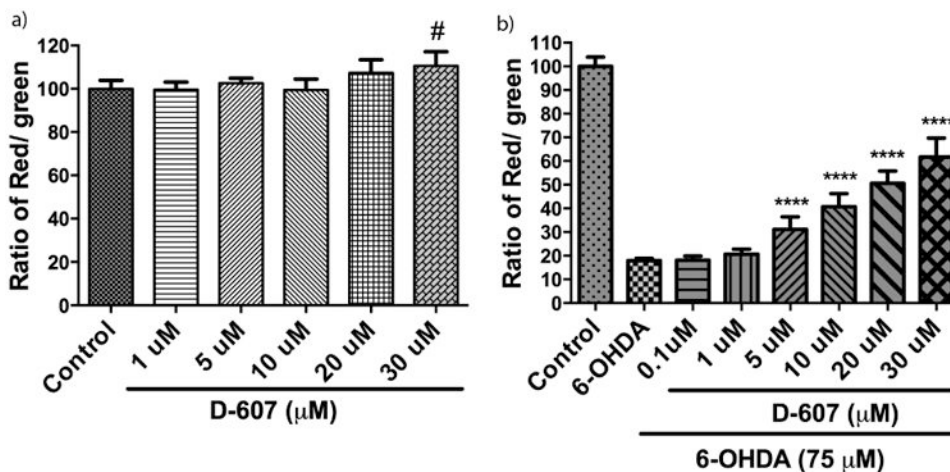 a)
Ratio of Red/ green
120
100
80
60
40
20
0
#
Control
1 uM
5 uM
10 uM
20 uM
30 uM
D-607 (μM)
b)
Ratio of Red/ green
110
100
90
80
70
60
50
40
30
20
10
0
****
****
****
****
Control
6-OHDA
0.1uM
1 uM
5 uM
10 uM
20 uM
30 uM
D-607 (μM)
6-OHDA (75 μM)